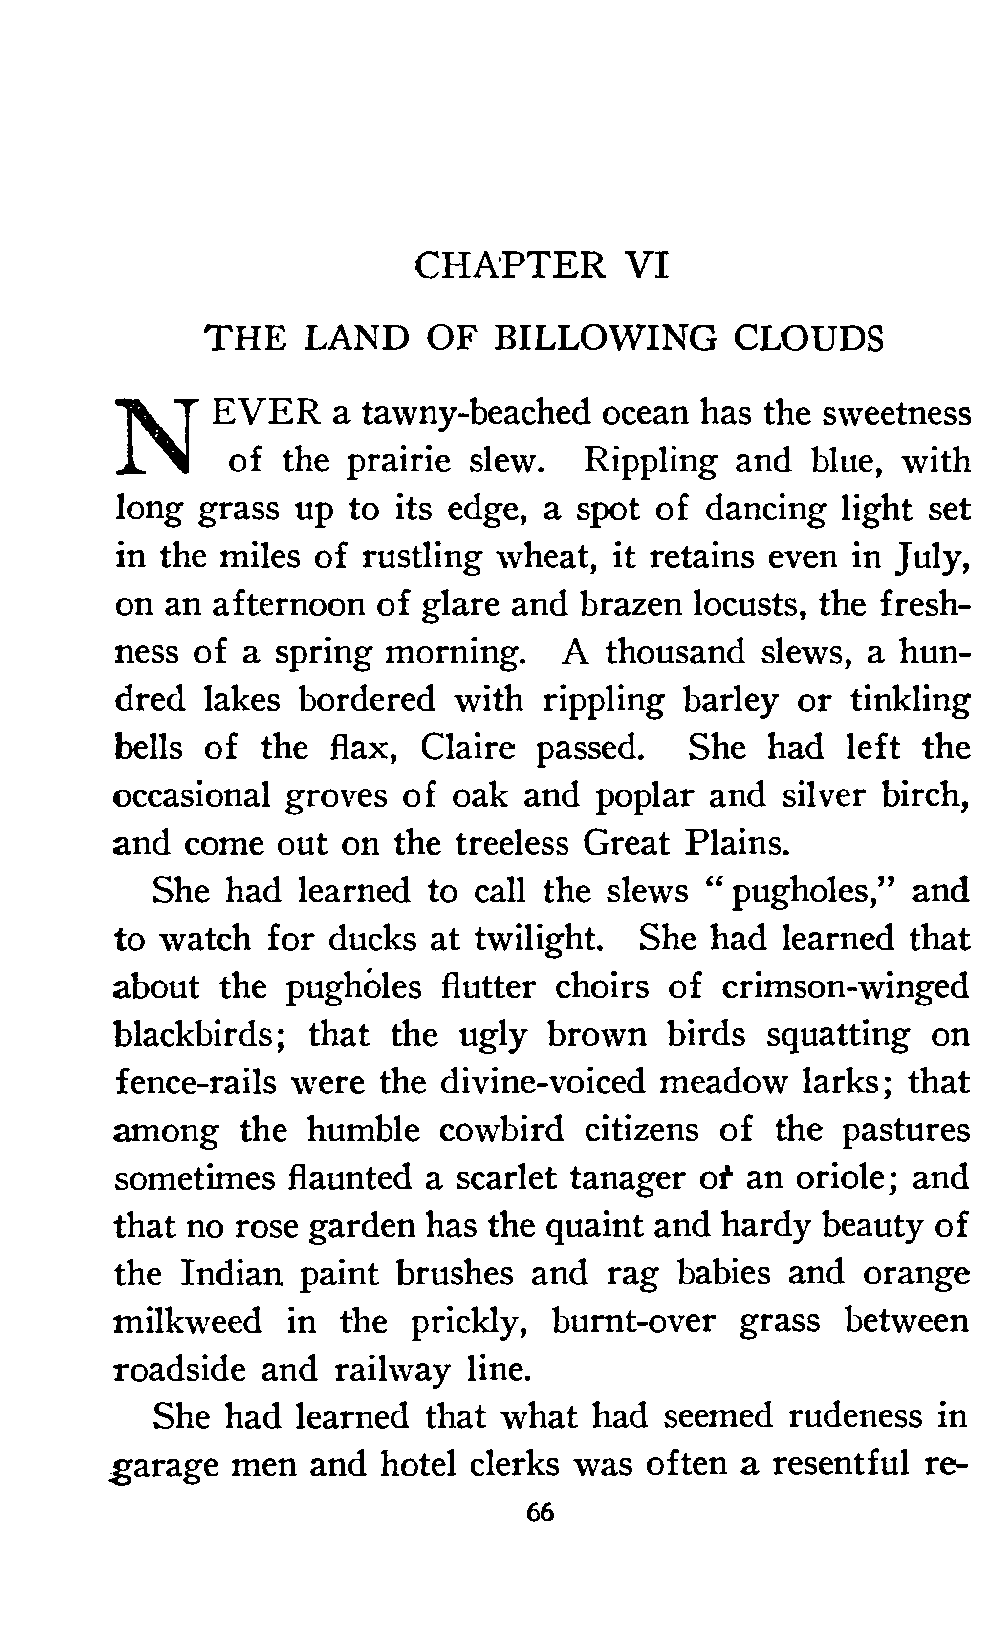 CHAPTER VI
THE LAND OF BILLOWING CLOUDS
NEVER a tawny-beached ocean has the sweetness
of the prairie slew. Rippling and blue, with
long grass up to its edge, a spot of dancing light set
in the miles of rustling wheat, it retains even in July,
on an afternoon of glare and brazen locusts, the fresh-
ness of a spring morning. A thousand slews, a hun-
dred lakes bordered with rippling barley or tinkling
bells of the flax, Claire passed. She had left the
occasional groves of oak and poplar and silver birch,
and come out on the treeless Great Plains.
She had learned to call the slews “ pugholes,” and
to watch for ducks at twilight. She had learned that
about the pugholes flutter choirs of crimson-winged
blackbirds; that the ugly brown birds squatting on
fence-rails were the divine-voiced meadow larks; that
among the humble cowbird citizens of the pastures
sometimes flaunted a scarlet tanager or an oriole; and
that no rose garden has the quaint and hardy beauty of
the Indian paint brushes and rag babies and orange
milkweed in the prickly, burnt-over grass between
roadside and railway line.
She had learned that what had seemed rudeness in
garage men and hotel clerks was often a resentful re-
66